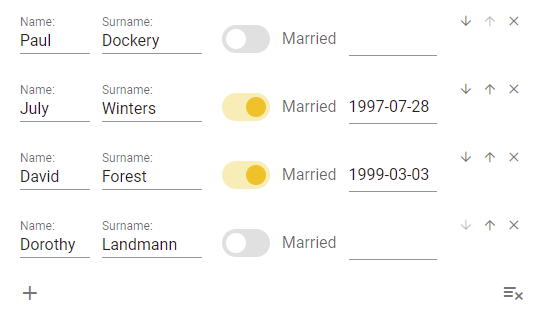 Name: Surname:
Paul Dockery Married
Name: Surname:
July Winters Married 1997-07-28
Name: Surname:
David Forest Married 1999-03-03
Name: Surname:
Dorothy Landmann Married